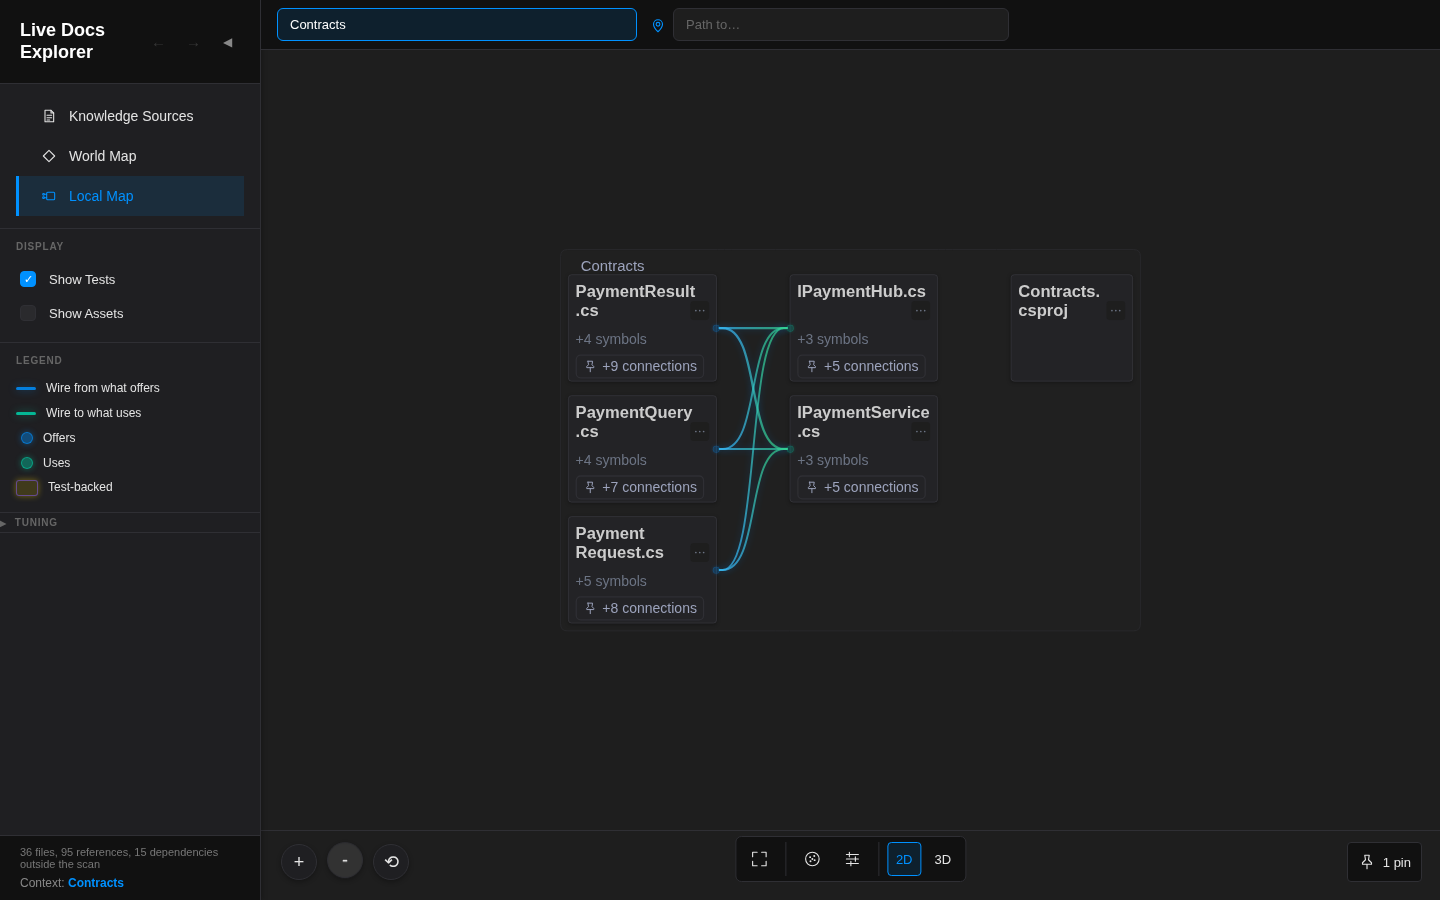 Live Docs
Explorer
Contracts
Path to…
Knowledge Sources
World Map
Local Map
DISPLAY
Show Tests
Show Assets
LEGEND
Wire from what offers
Wire to what uses
Offers
Uses
Test-backed
TUNING
36 files, 95 references, 15 dependencies
outside the scan
Context: Contracts
Contracts
PaymentResult
.cs
+4 symbols
+9 connections
IPaymentHub.cs
+3 symbols
+5 connections
Contracts.
csproj
PaymentQuery
.cs
+4 symbols
+7 connections
IPaymentService
.cs
+3 symbols
+5 connections
Payment
Request.cs
+5 symbols
+8 connections
2D
3D
1 pin